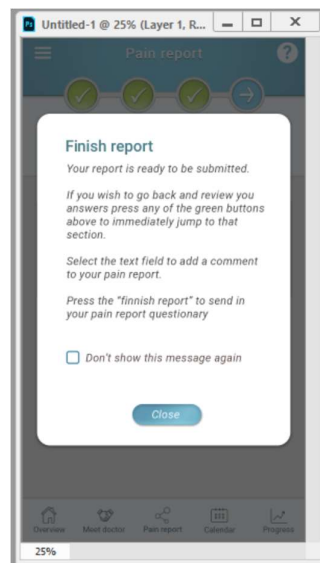 Untitled-1 @ 25% (Layer 1, R...
Pain report
?
Finish report
Your report is ready to be submitted.
If you wish to go back and review you
answers press any of the green buttons
above to immediately jump to that
section.
Select the text field to add a comment
to your pain report.
Press the "finnish report" to send in
your pain report questionary
Don't show this message again
Close
Overview Meet doctor Pain report Calendar Progress
25%